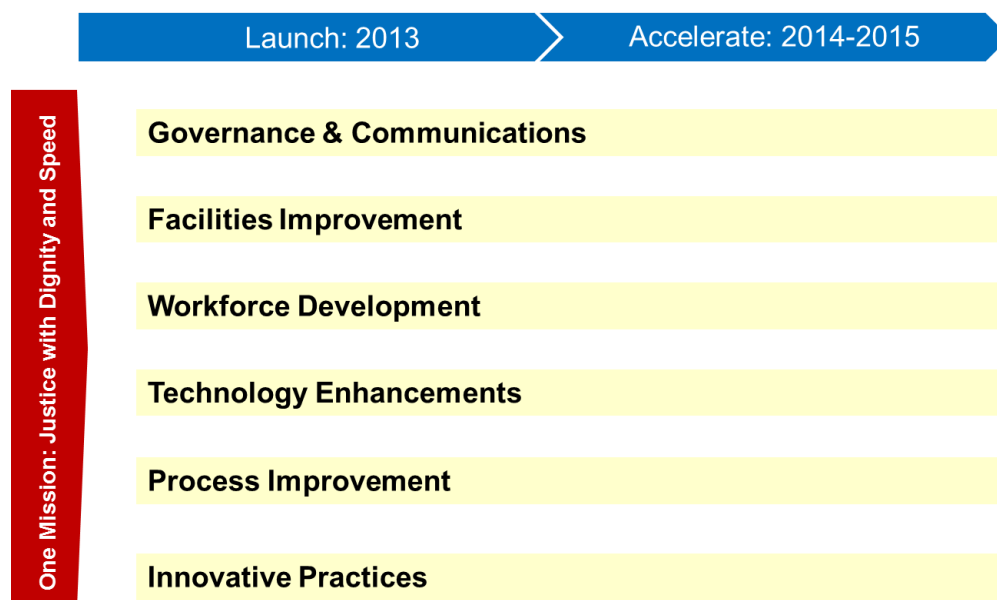 Launch: 2013
Accelerate: 2014-2015
One Mission: Justice with Dignity and Speed
Governance & Communications
Facilities Improvement
Workforce Development
Technology Enhancements
Process Improvement
Innovative Practices